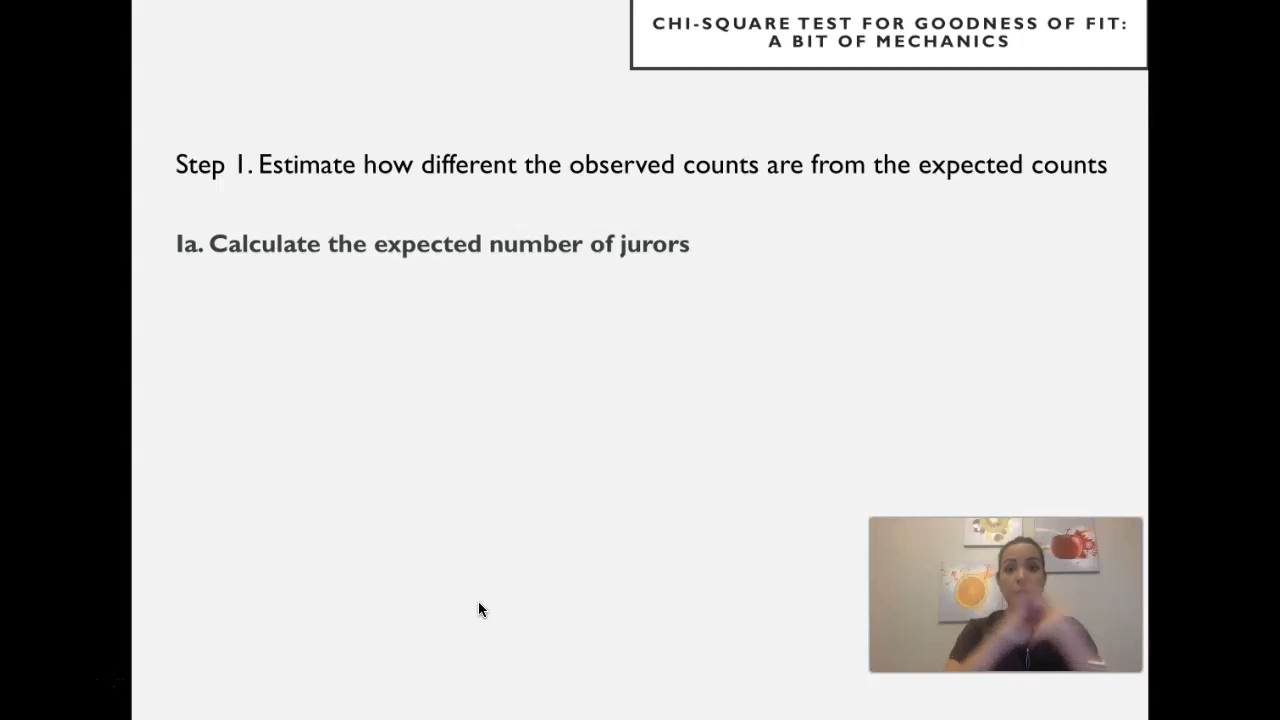 CHI-SQUARE TEST FOR GOODNESS OF FIT:
A BIT OF MECHANICS
Step 1. Estimate how different the observed counts are from the expected counts
1a. Calculate the expected number of jurors